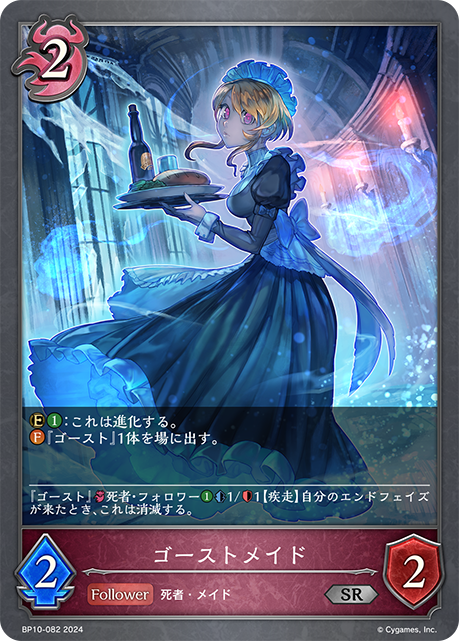 2
E 1：これは進化する。
F『ゴースト』1体を場に出す。
『ゴースト』死者・フォロワー1 1/1【疾走】自分のエンドフェイズ
が来たとき、これは消滅する。
ゴーストメイド
2
2
Follower 死者・メイド
SR
BP10-082 2024
© Cygames, Inc.